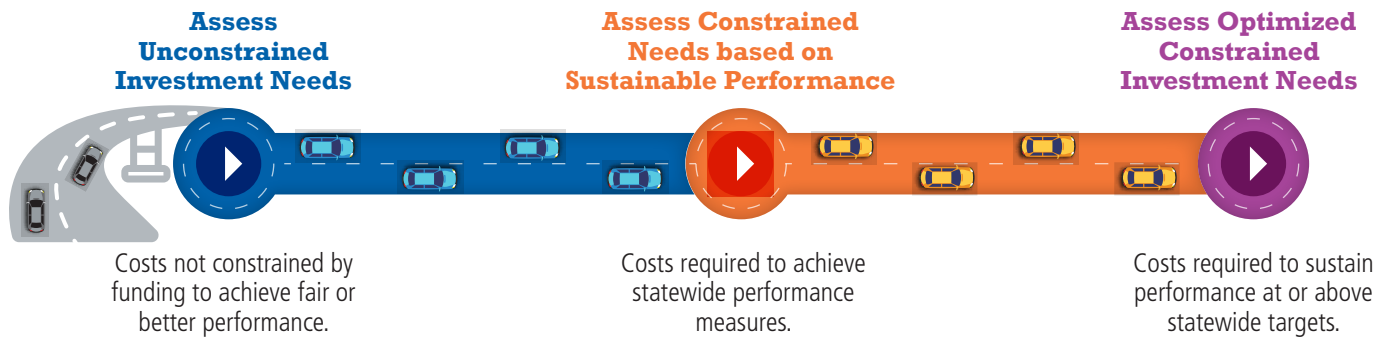 Assess
Unconstrained
Investment Needs
Costs not constrained by
funding to achieve fair or
better performance.
Assess Constrained
Needs based on
Sustainable Performance
Costs required to achieve
statewide performance
measures.
Assess Optimized
Constrained
Investment Needs
Costs required to sustain
performance at or above
statewide targets.